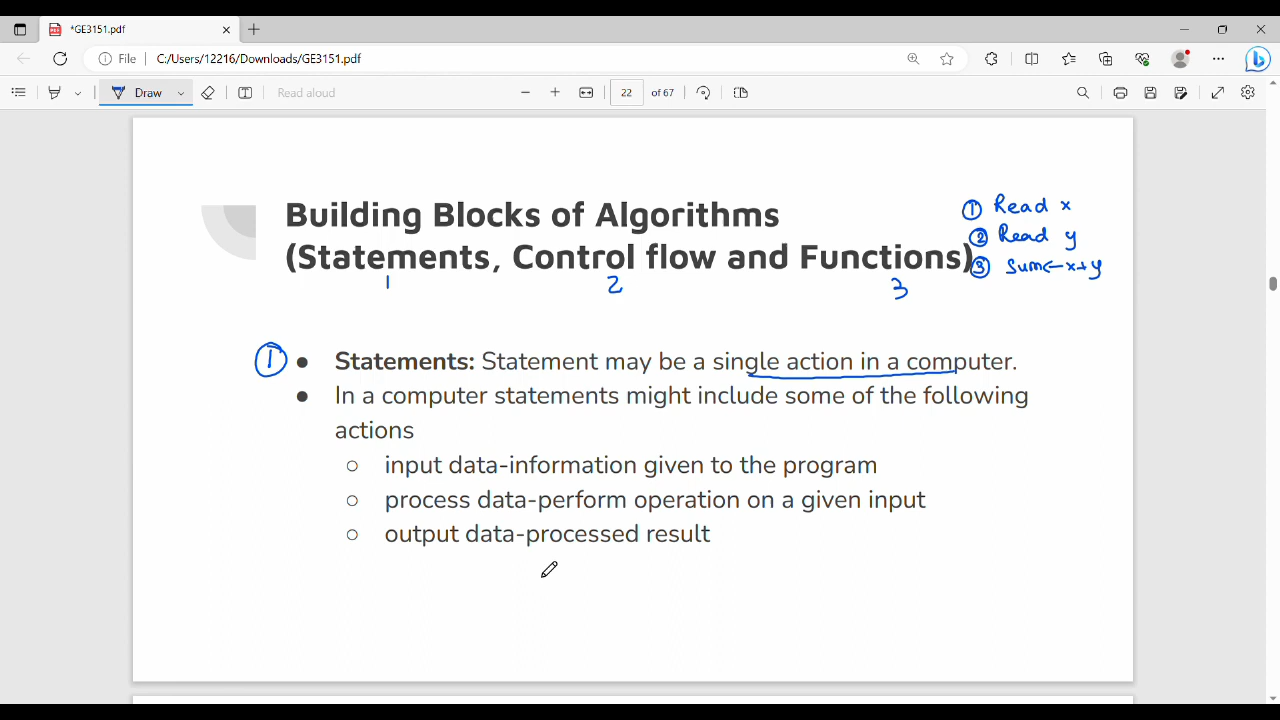 *GE3151.pdf
File C:/Users/12216/Downloads/GE3151.pdf
Draw Read aloud 22 of 67
Building Blocks of Algorithms
(Statements, Control flow and Functions)
1 2 3
① Read x
② Read y
③ Sum←x+y
① ● Statements: Statement may be a single action in a computer.
● In a computer statements might include some of the following
actions
○ input data-information given to the program
○ process data-perform operation on a given input
○ output data-processed result